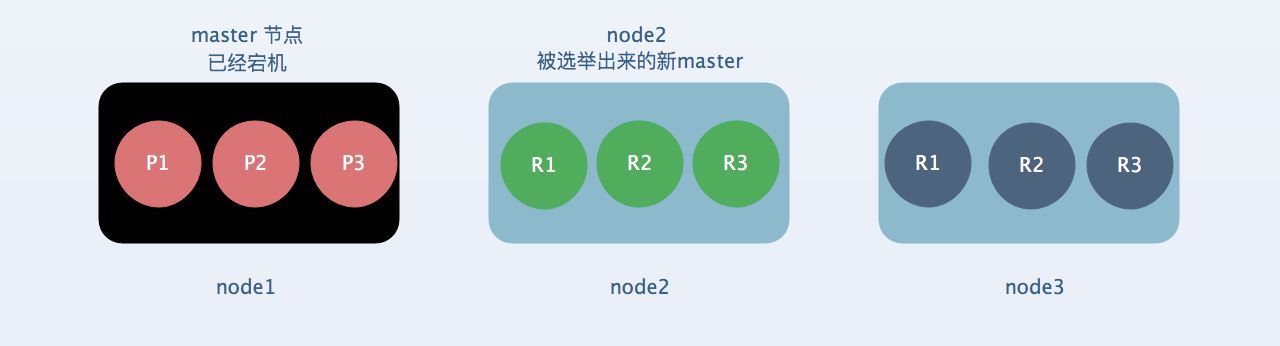 master 节点
已经宕机
node2
被选举出来的新master
P1 P2 P3
R1 R2 R3
R1 R2 R3
node1
node2
node3